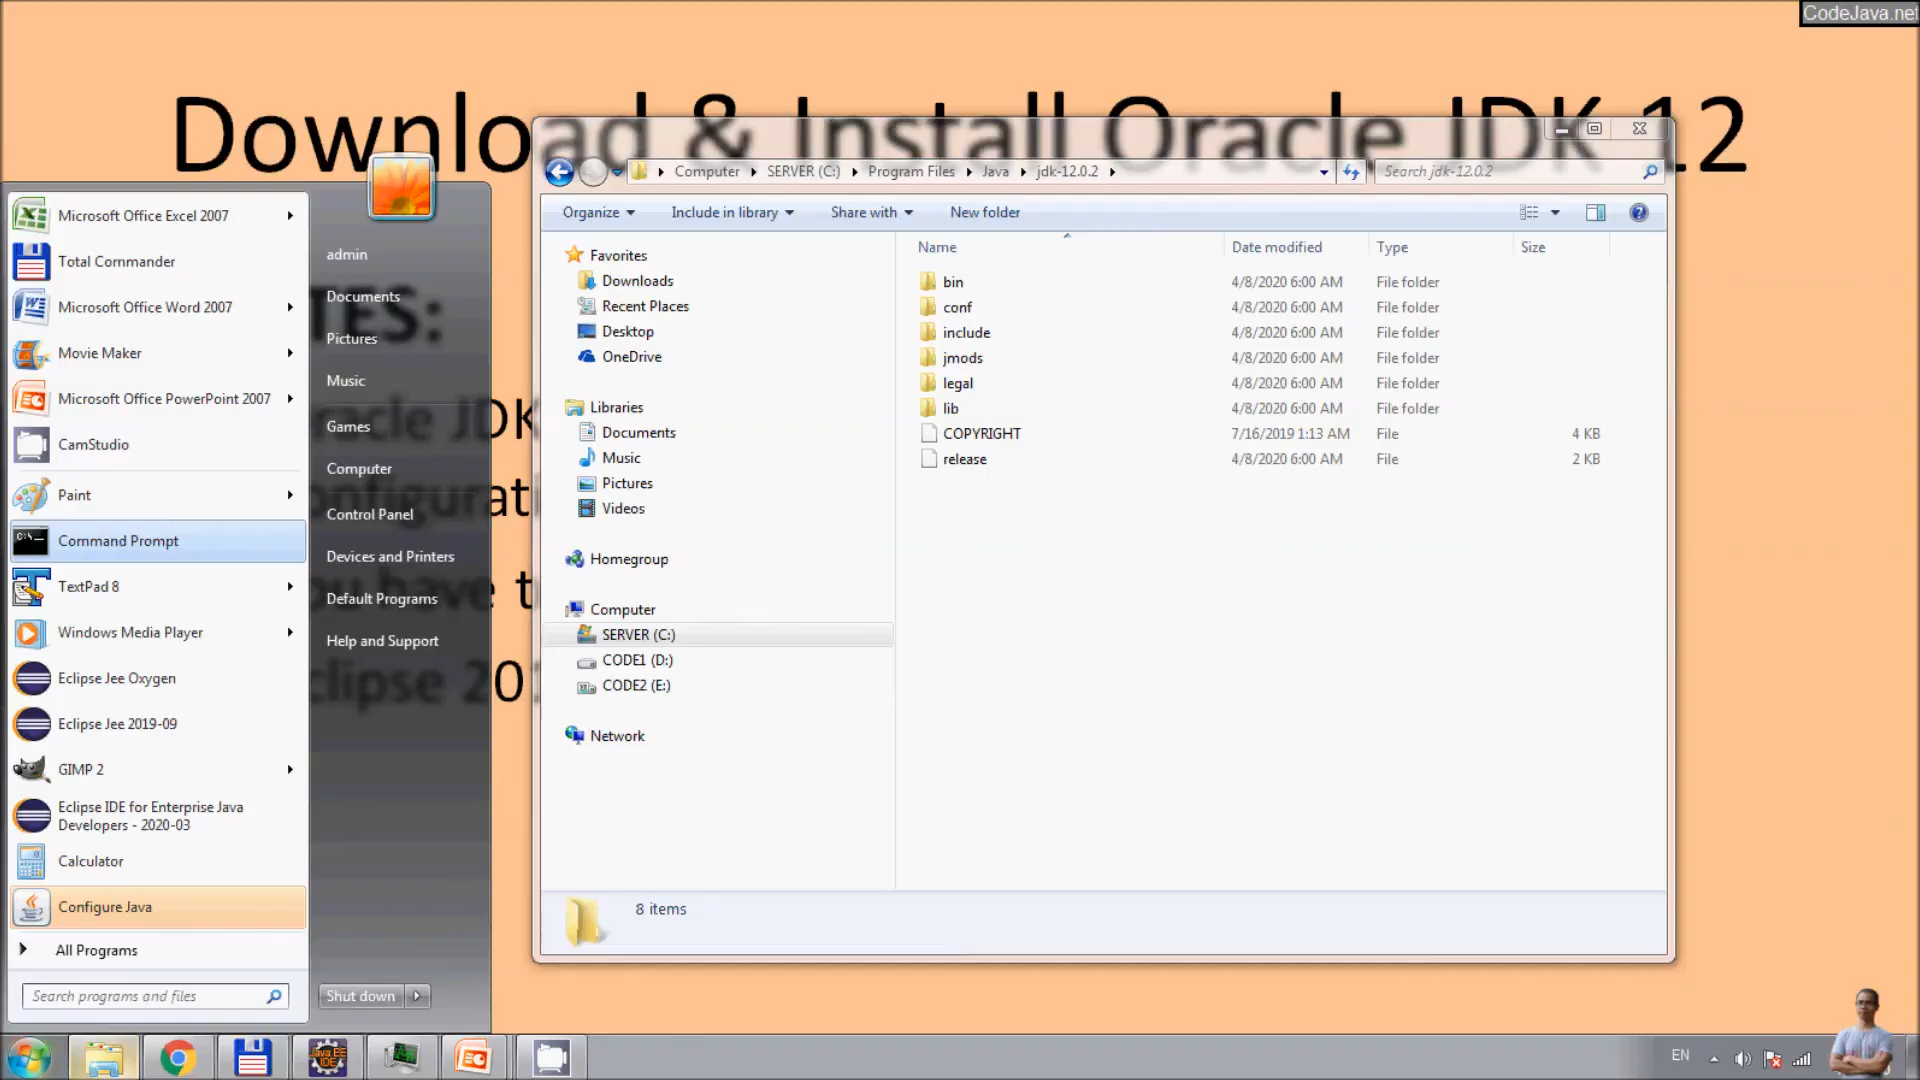 CodeJava.net
Download & Install Oracle JDK 12
Computer
SERVER (C:)
Program Files
Java
jdk-12.0.2
Search jdk-12.0.2
Organize
Include in library
Share with
New folder
Name
Date modified
Type
Size
Favorites
Downloads
Recent Places
Desktop
OneDrive
Libraries
Documents
Music
Pictures
Videos
Homegroup
Computer
SERVER (C:)
CODE1 (D:)
CODE2 (E:)
Network
bin 4/8/2020 6:00 AM File folder
conf 4/8/2020 6:00 AM File folder
include 4/8/2020 6:00 AM File folder
jmods 4/8/2020 6:00 AM File folder
legal 4/8/2020 6:00 AM File folder
lib 4/8/2020 6:00 AM File folder
COPYRIGHT 7/16/2019 1:13 AM File 4 KB
release 4/8/2020 6:00 AM File 2 KB
8 items
Microsoft Office Excel 2007
Total Commander
Microsoft Office Word 2007
Movie Maker
Microsoft Office PowerPoint 2007
CamStudio
Paint
Command Prompt
TextPad 8
Windows Media Player
Eclipse Jee Oxygen
Eclipse Jee 2019-09
GIMP 2
Eclipse IDE for Enterprise Java
Developers - 2020-03
Calculator
Configure Java
All Programs
Search programs and files
admin
Documents
Pictures
Music
Games
Computer
Control Panel
Devices and Printers
Default Programs
Help and Support
Shut down
Java EE
IDE
EN